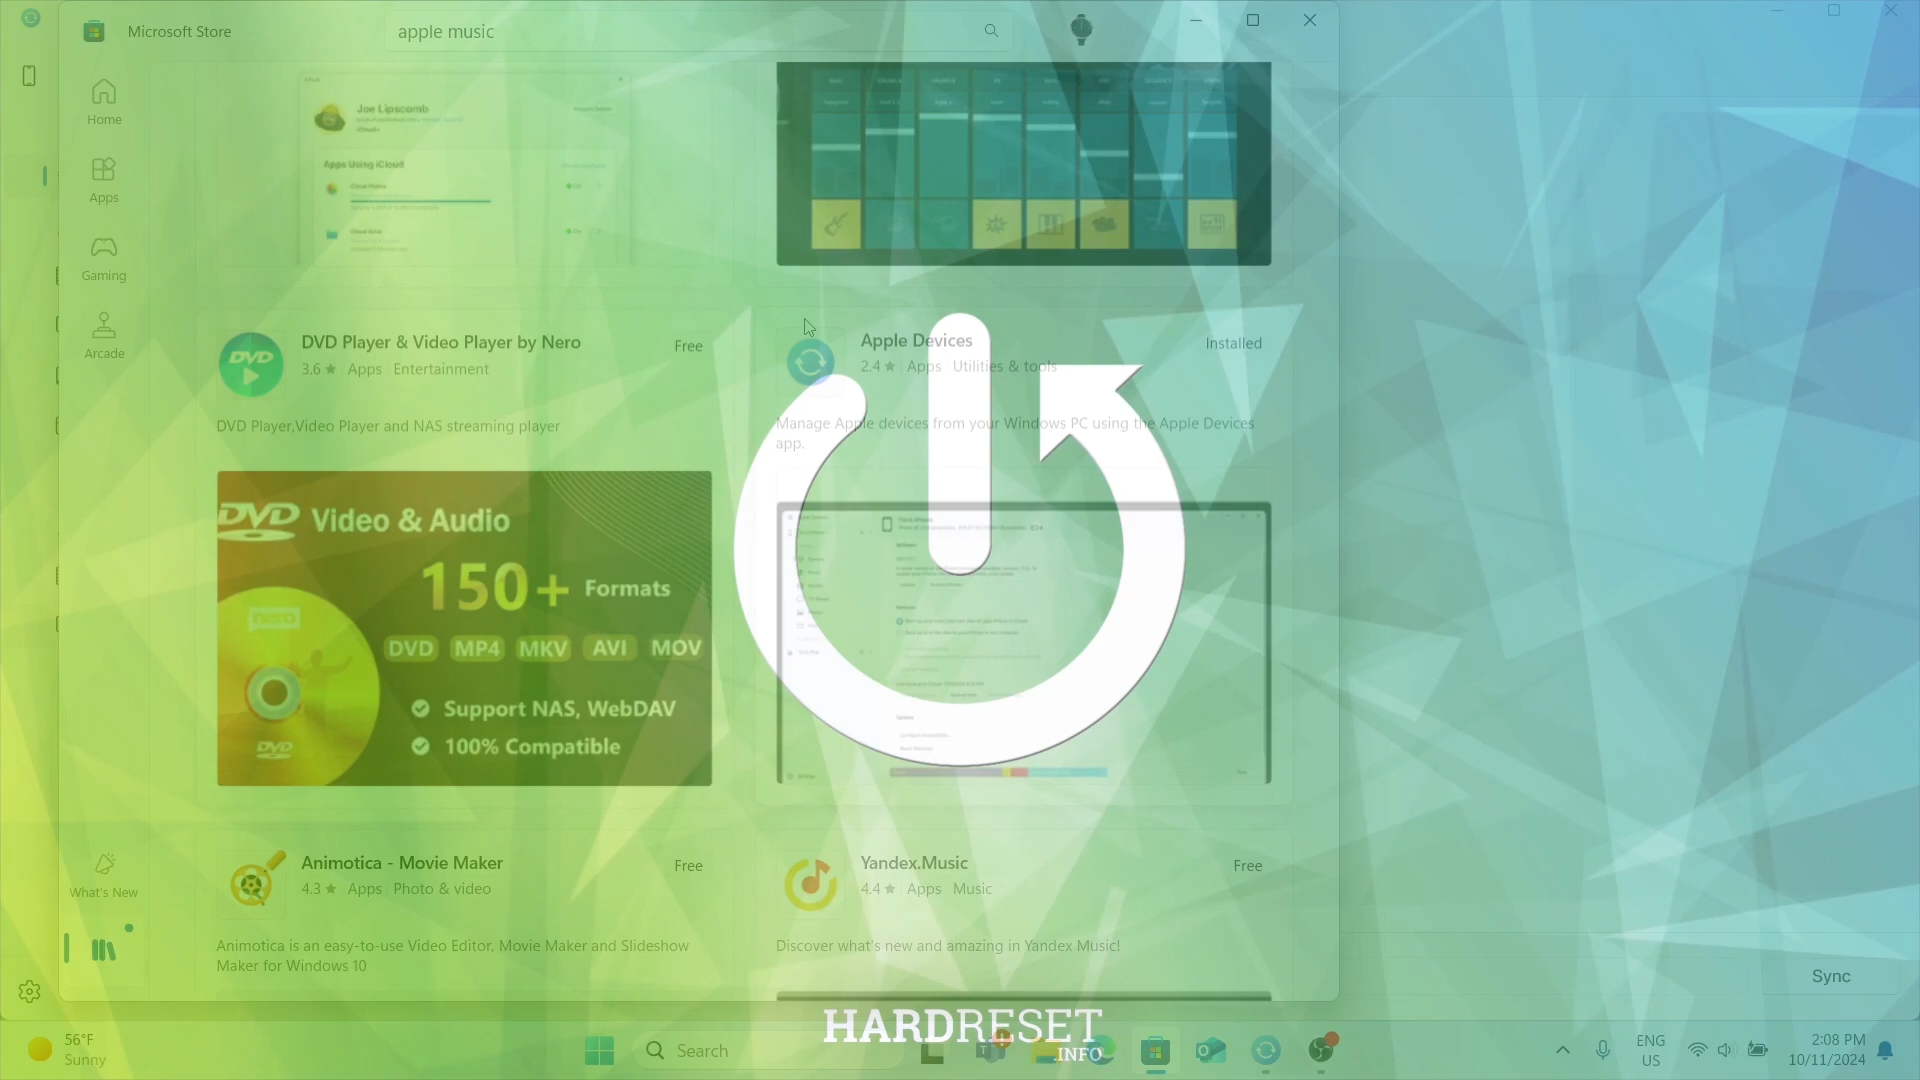 Microsoft Store
apple music
Home
Apps
Gaming
Arcade
What's New
Joe Lipscomb
Apps Using iCloud
DVD Player & Video Player by Nero
Free
3.6 ★ Apps Entertainment
DVD Player,Video Player and NAS streaming player
DVD Video & Audio
150+ Formats
nero
DVD MP4 MKV AVI MOV
Support NAS, WebDAV
100% Compatible
DVD
Apple Devices
Installed
2.4 ★ Apps Utilities & tools
Manage Apple devices from your Windows PC using the Apple Devices
app.
Animotica - Movie Maker
Free
4.3 ★ Apps Photo & video
Animotica is an easy-to-use Video Editor, Movie Maker and Slideshow
Maker for Windows 10
Yandex.Music
Free
4.4 ★ Apps Music
Discover what's new and amazing in Yandex Music!
Sync
HARDRESET
.INFO
56°F
Sunny
Search
ENG
US
2:08 PM
10/11/2024